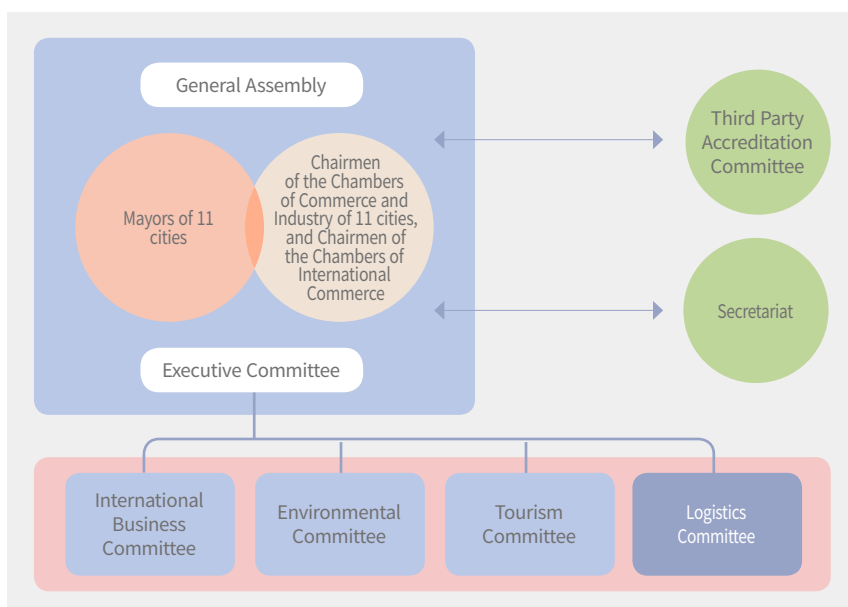 General Assembly
Mayors of 11
cities
Chairmen
of the Chambers
of Commerce and
Industry of 11 cities,
and Chairmen of
the Chambers of
International
Commerce
Third Party
Accreditation
Committee
Secretariat
Executive Committee
International
Business
Committee
Environmental
Committee
Tourism
Committee
Logistics
Committee